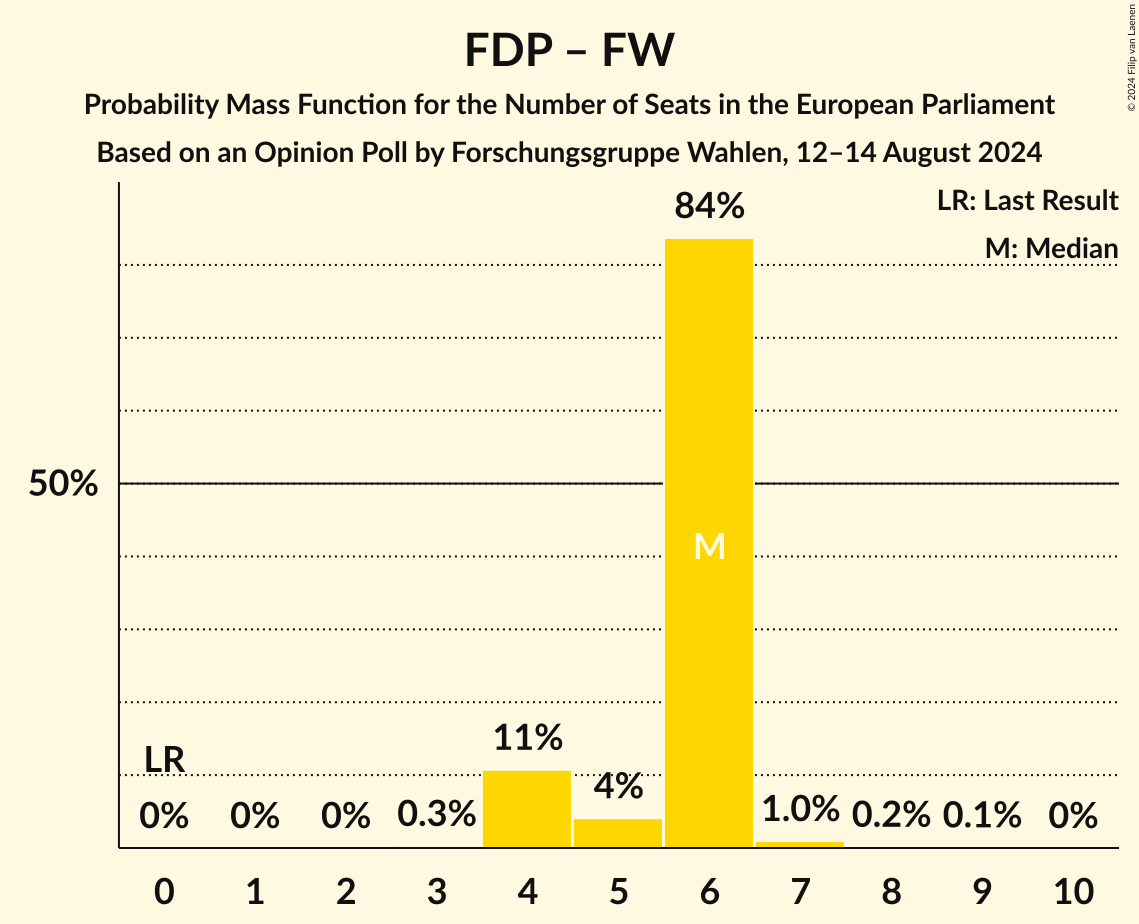 FDP – FW
Probability Mass Function for the Number of Seats in the European Parliament
Based on an Opinion Poll by Forschungsgruppe Wahlen, 12–14 August 2024
© 2024 Filip van Laenen
LR: Last Result
M: Median
84%
50%
M
11%
LR
4%
0% 0% 0% 0.3% 1.0% 0.2% 0.1% 0%
0 1 2 3 4 5 6 7 8 9 10